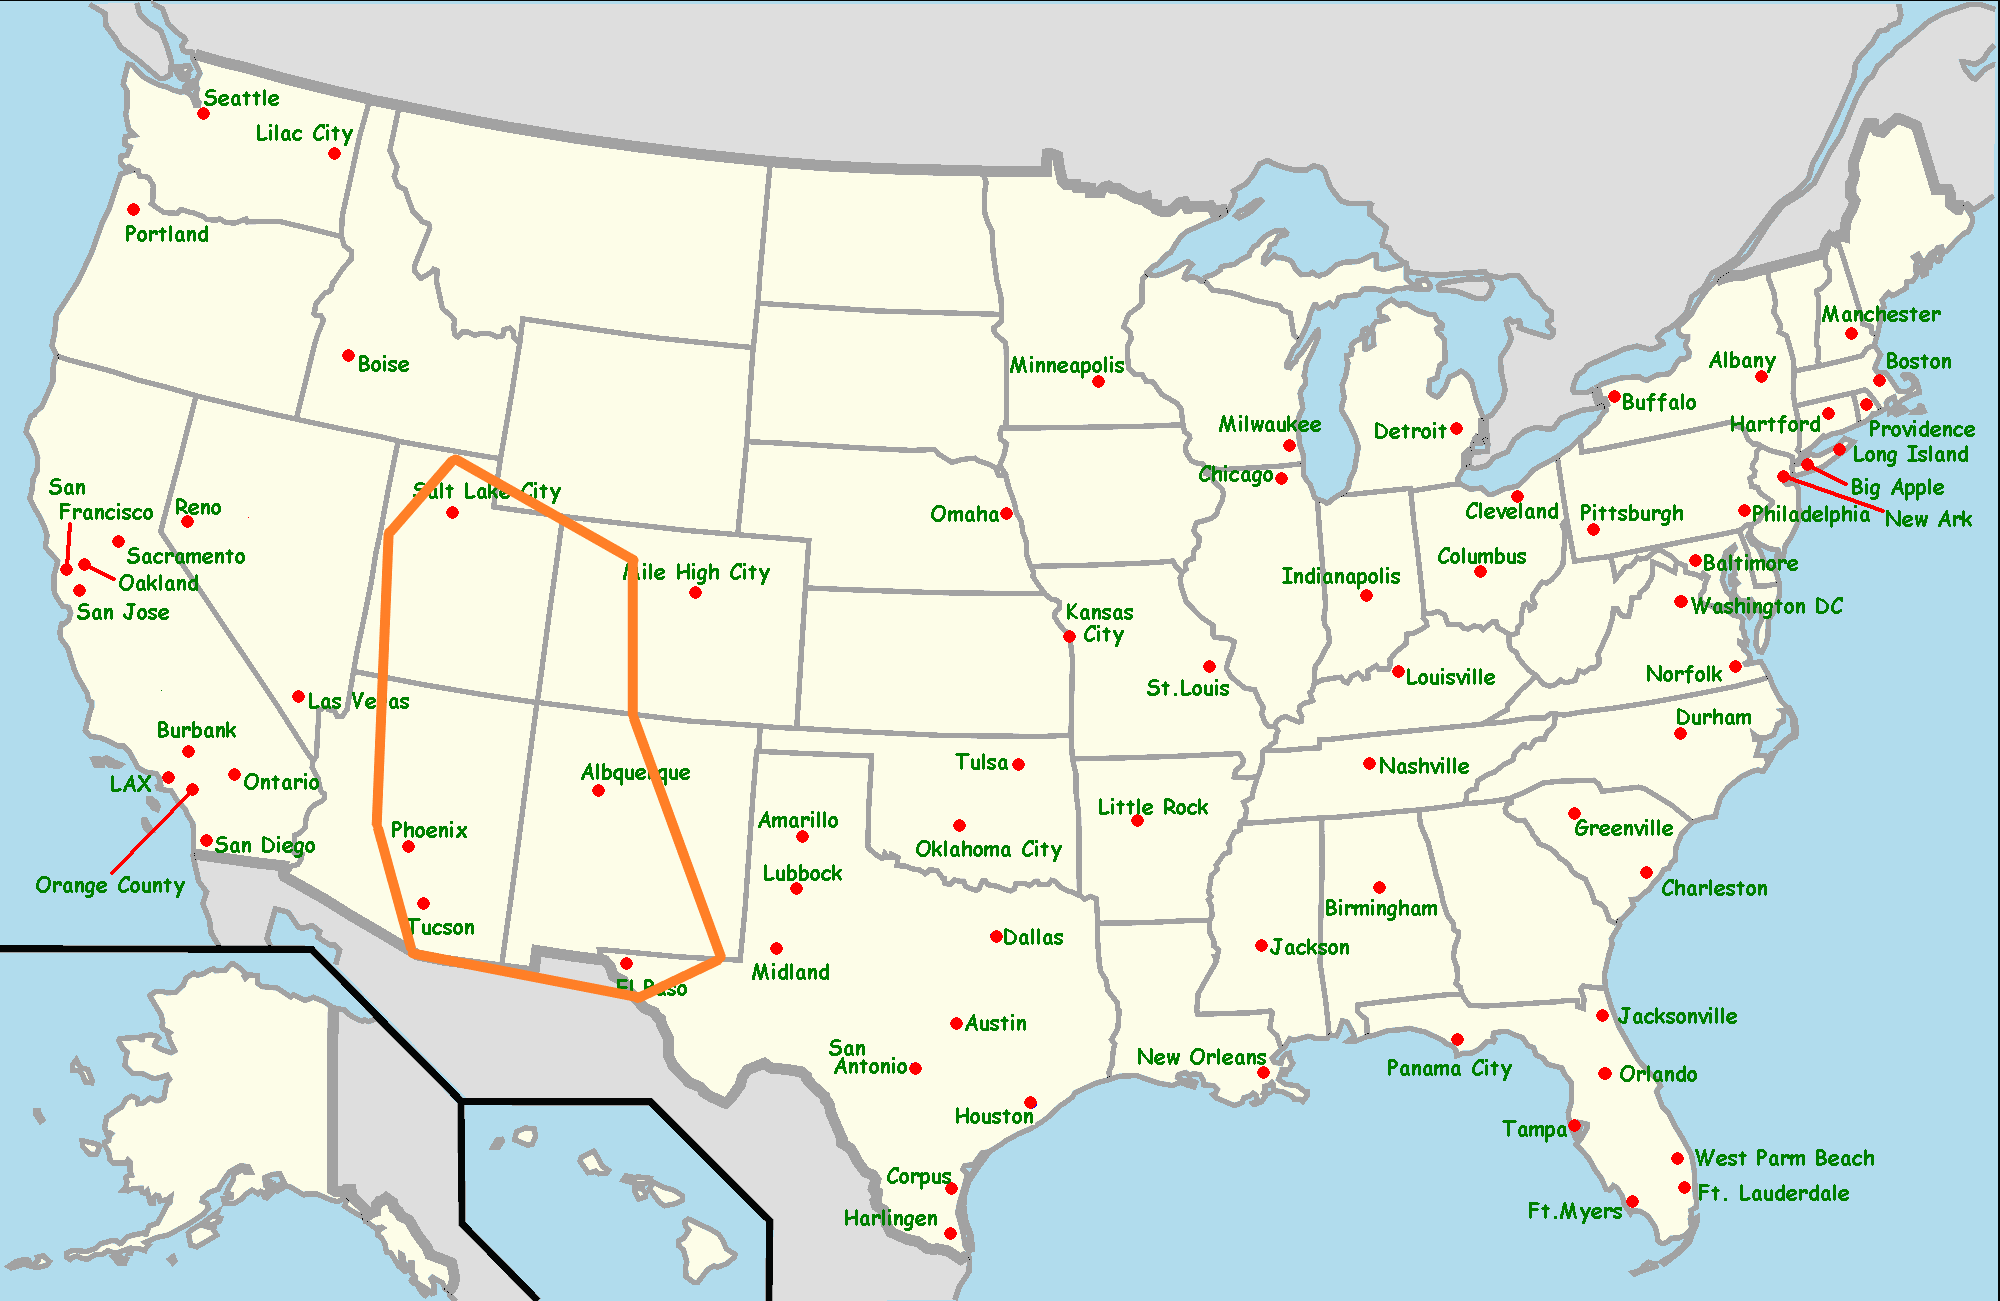 Seattle
Lilac City
Portland
Boise
Salt Lake City
San
Francisco
Reno
Sacramento
Oakland
San Jose
Las Vegas
Burbank
LAX
Ontario
San Diego
Orange County
Mile High City
Albquerque
Phoenix
Tucson
El Paso
Minneapolis
Milwaukee
Chicago
Detroit
Omaha
Kansas
City
St.Louis
Indianapolis
Cleveland
Columbus
Louisville
Pittsburgh
Buffalo
Albany
Manchester
Boston
Hartford
Providence
Long Island
Big Apple
New Ark
Philadelphia
Baltimore
Washington DC
Norfolk
Durham
Nashville
Greenville
Charleston
Tulsa
Oklahoma City
Little Rock
Amarillo
Lubbock
Midland
Dallas
Austin
San
Antonio
Houston
Corpus
Harlingen
New Orleans
Jackson
Birmingham
Panama City
Jacksonville
Orlando
Tampa
West Parm Beach
Ft. Lauderdale
Ft.Myers